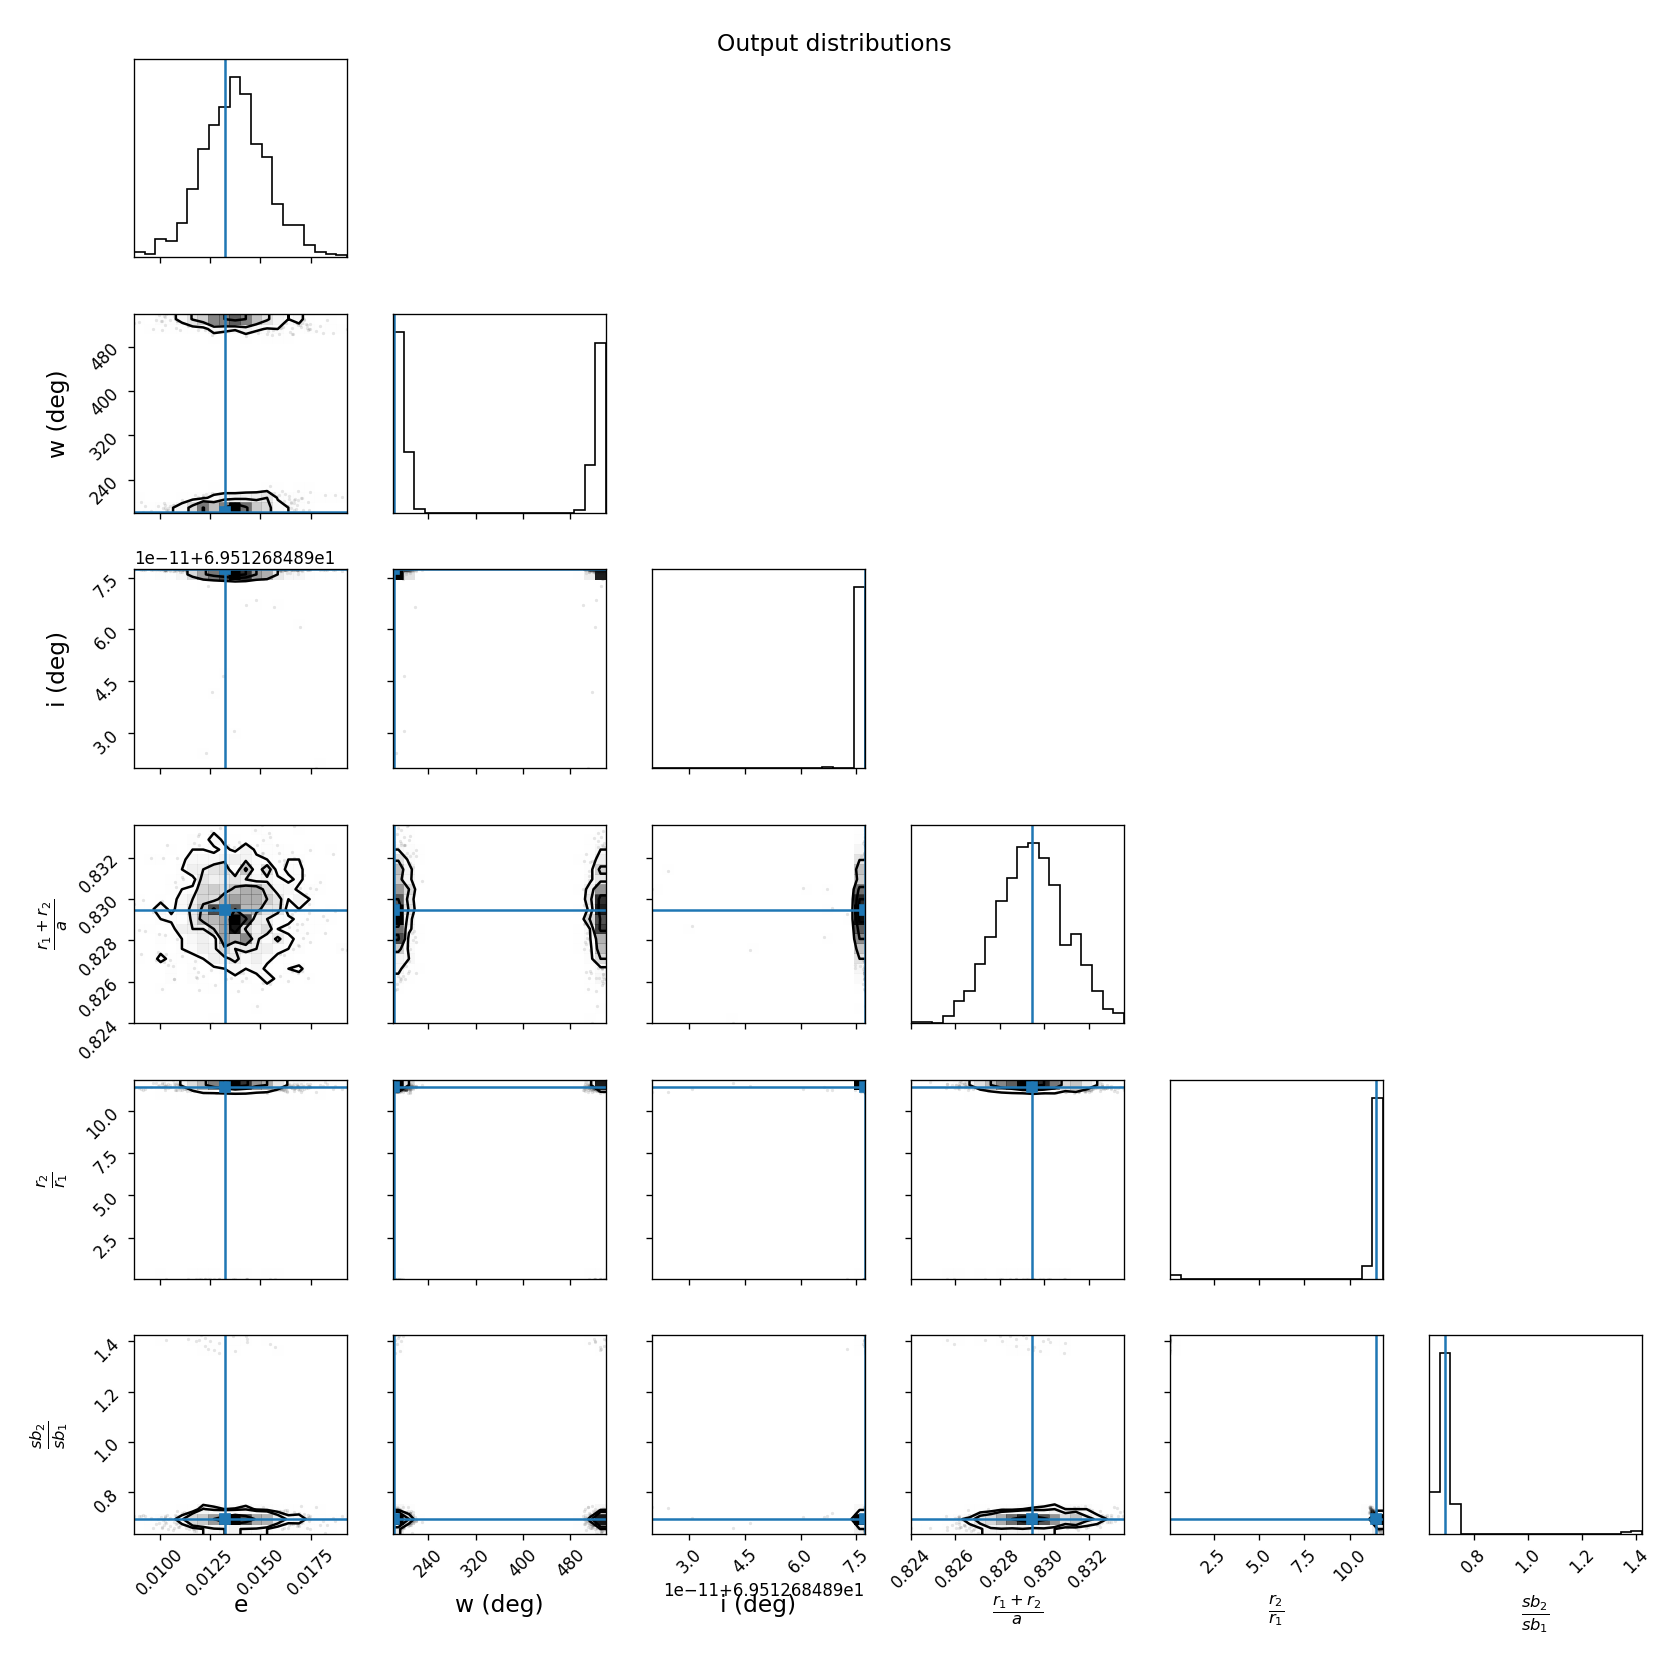 Output distributions
w (deg)
480
400
320
240
1e−11+6.951268489e1
i (deg)
7.5
6.0
4.5
3.0
r₁ + r₂
a
0.832
0.830
0.828
0.826
0.824
r₂
r₁
10.0
7.5
5.0
2.5
sb₂
sb₁
1.4
1.2
1.0
0.8
0.0100 0.0125 0.0150 0.0175 240 320 400 480 3.0 4.5 6.0 7.5 0.824 0.826 0.828 0.830 0.832 2.5 5.0 7.5 10.0 0.8 1.0 1.2 1.4
1e−11+6.951268489e1
e w (deg) i (deg)
r₁ + r₂
a
r₂
r₁
sb₂
sb₁